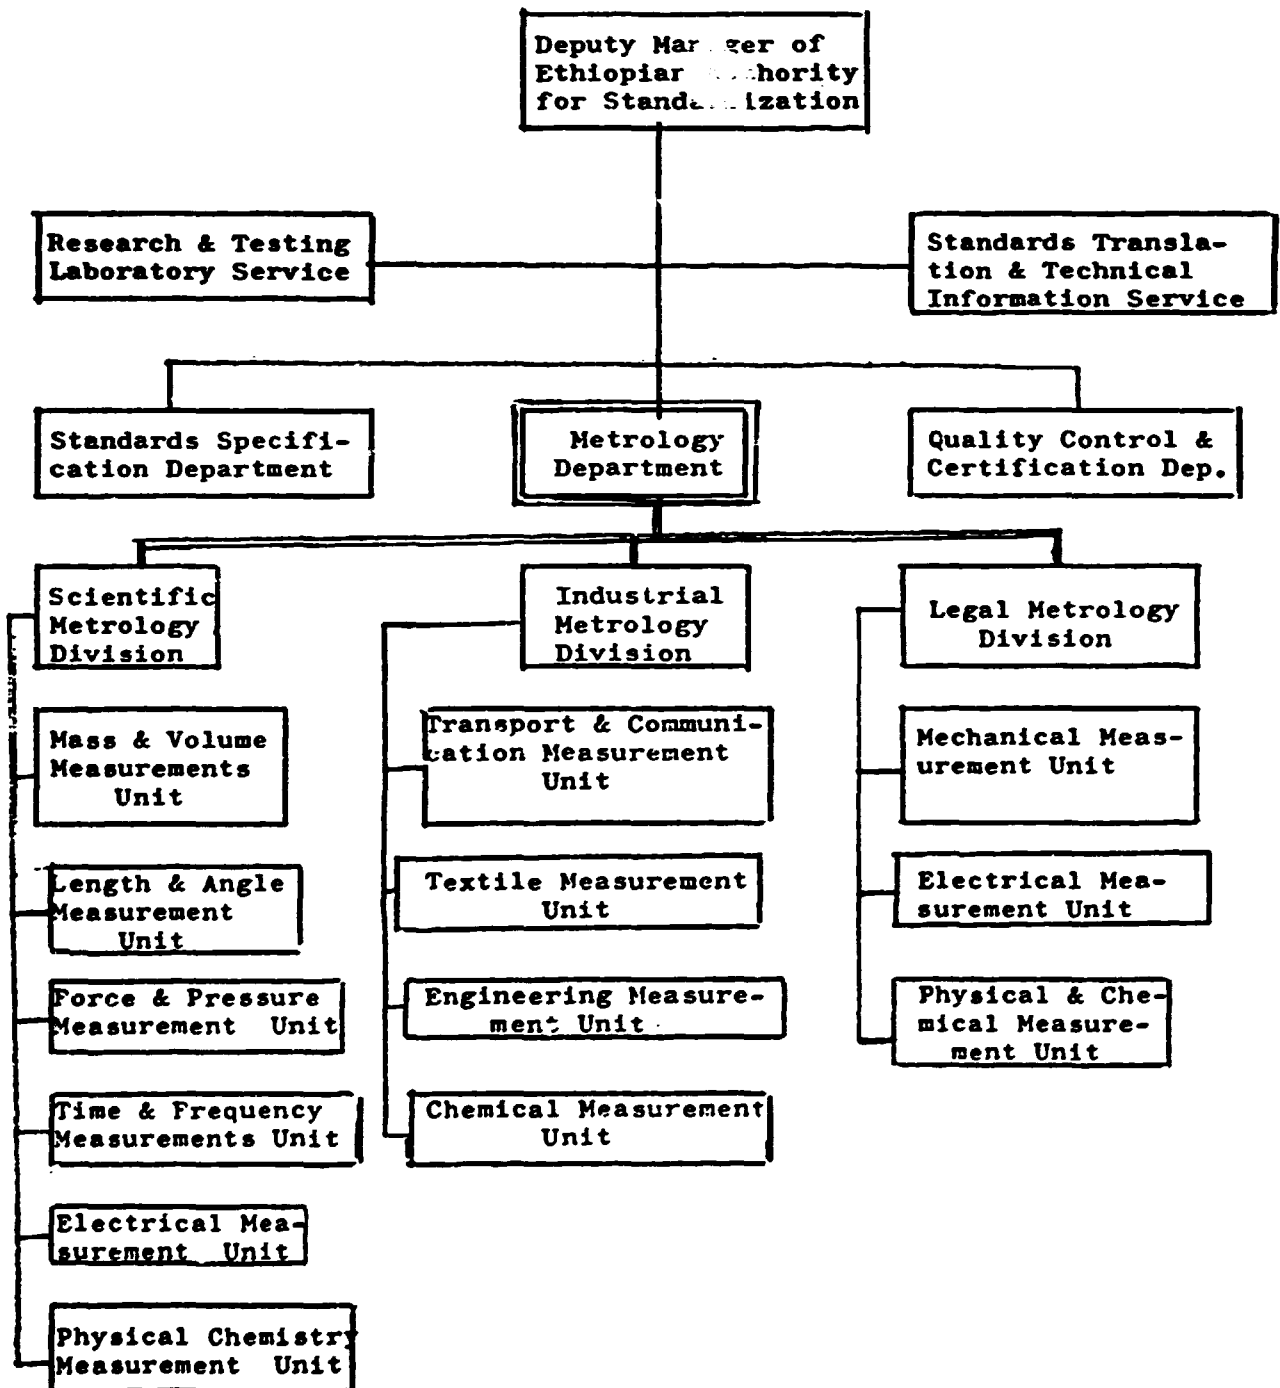 Deputy
Ethiopian
for
Research & Testing
Laboratory Service
Standards Transla-
tion & Technical
Information Service
Standards Specifi-
cation Department
Metrology
Department
Quality Control &
Certification Dep.
Scientific
Metrology
Division
Industrial
Metrology
Division
Legal Metrology
Division
Mass & Volume
Measurements
Unit
Length & Angle
Measurement
Unit
Force & Pressure
Measurement Unit
Time & Frequency
Measurements Unit
Electrical Mea-
surement Unit
Physical Chemistry
Measurement Unit
Transport & Communi-
cation Measurement
Unit
Textile Measurement
Unit
Engineering Measure-
ment Unit
Chemical Measurement
Unit
Mechanical Meas-
urement Unit
Electrical Mea-
surement Unit
Physical & Che-
mical Measure-
ment Unit